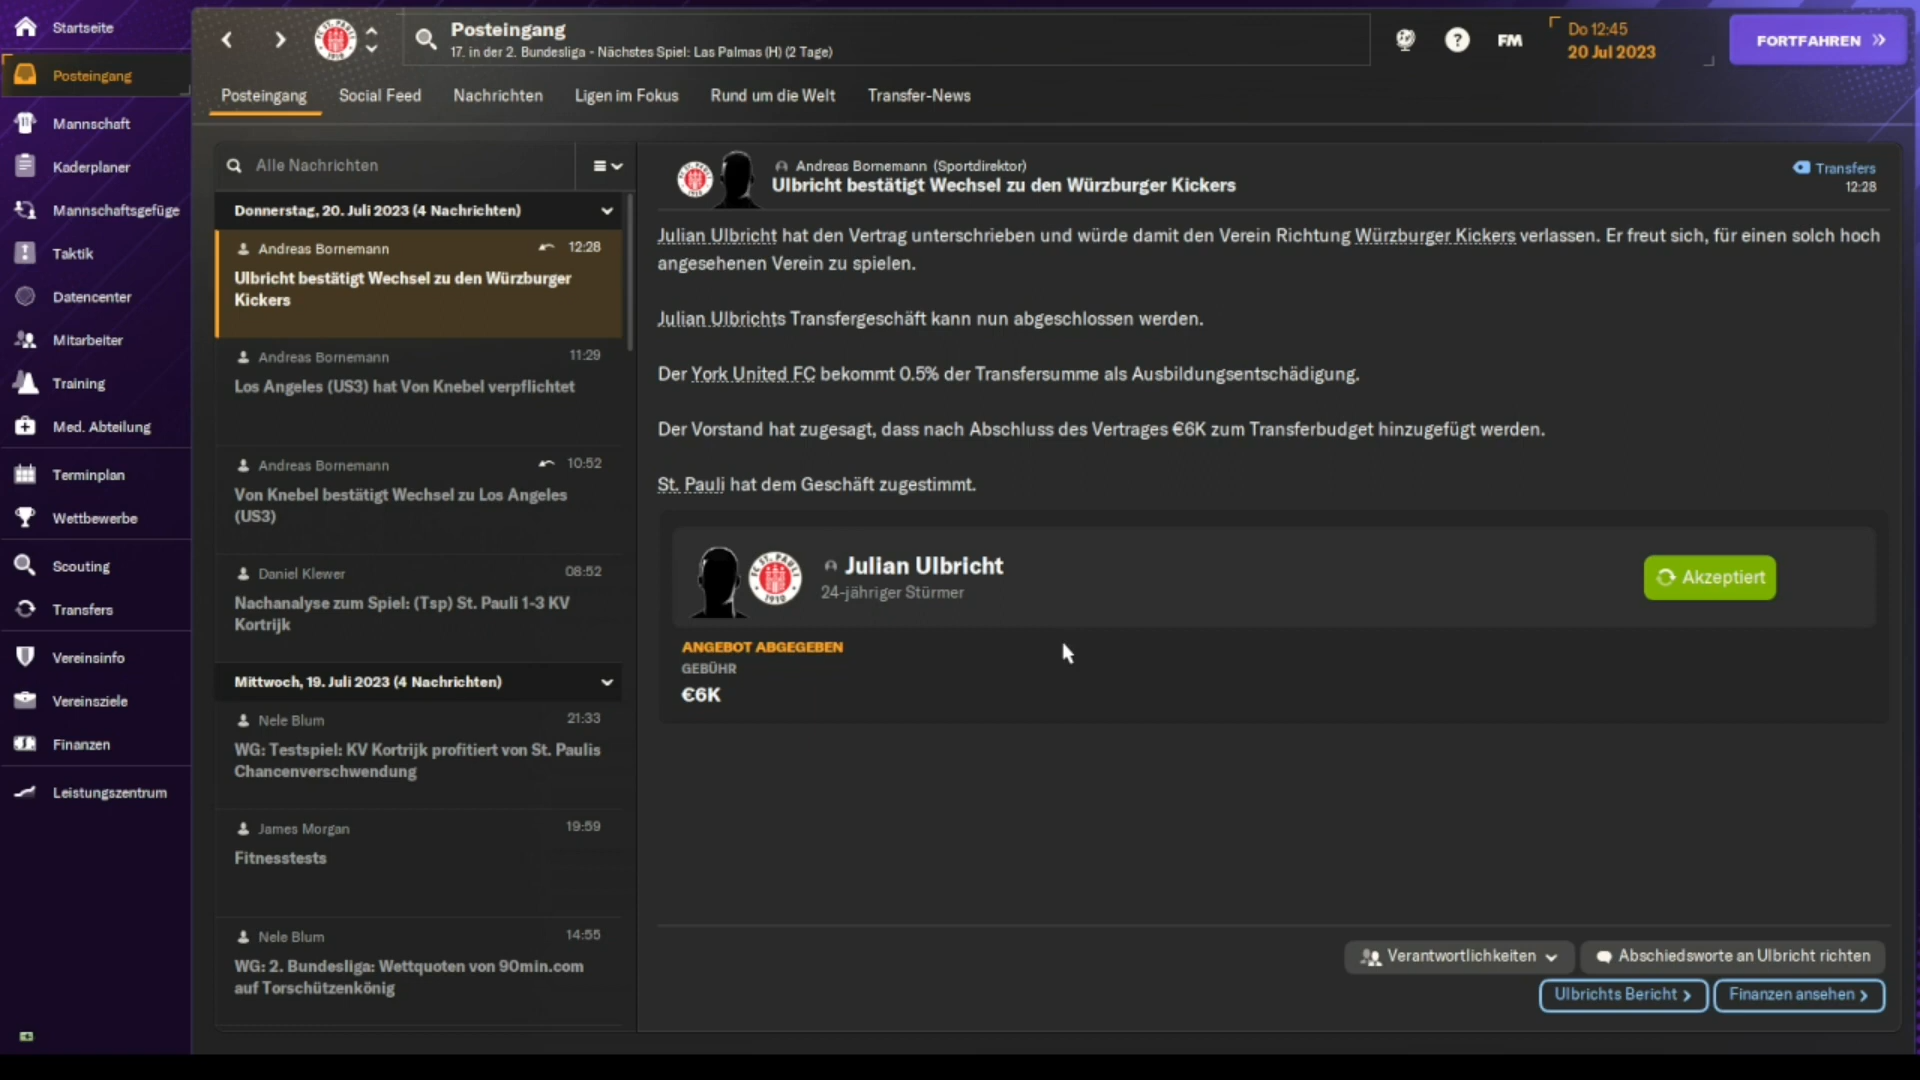 Startseite
Posteingang
Mannschaft
Kaderplaner
Mannschaftsgefüge
Taktik
Datencenter
Mitarbeiter
Training
Med. Abteilung
Terminplan
Wettbewerbe
Scouting
Transfers
Vereinsinfo
Vereinsziele
Finanzen
Leistungszentrum
Posteingang
17. in der 2. Bundesliga - Nächstes Spiel: Las Palmas (H) (2 Tage)
?
FM
Do 12:45
20 Jul 2023
FORTFAHREN
Posteingang
Social Feed
Nachrichten
Ligen im Fokus
Rund um die Welt
Transfer-News
Alle Nachrichten
Donnerstag, 20. Juli 2023 (4 Nachrichten)
Andreas Bornemann 12:28
Ulbricht bestätigt Wechsel zu den Würzburger
Kickers
Andreas Bornemann 11:29
Los Angeles (US3) hat Von Knebel verpflichtet
Andreas Bornemann 10:52
Von Knebel bestätigt Wechsel zu Los Angeles
(US3)
Daniel Klewer 08:52
Nachanalyse zum Spiel: (Tsp) St. Pauli 1-3 KV
Kortrijk
Mittwoch, 19. Juli 2023 (4 Nachrichten)
Nele Blum 21:33
WG: Testspiel: KV Kortrijk profitiert von St. Paulis
Chancenverschwendung
James Morgan 19:59
Fitnesstests
Nele Blum 14:55
WG: 2. Bundesliga: Wettquoten von 90min.com
auf Torschützenkönig
Andreas Bornemann (Sportdirektor)
Ulbricht bestätigt Wechsel zu den Würzburger Kickers
Transfers
12:28
Julian Ulbricht hat den Vertrag unterschrieben und würde damit den Verein Richtung Würzburger Kickers verlassen. Er freut sich, für einen solch hoch
angesehenen Verein zu spielen.
Julian Ulbrichts Transfergeschäft kann nun abgeschlossen werden.
Der York United FC bekommt 0.5% der Transfersumme als Ausbildungsentschädigung.
Der Vorstand hat zugesagt, dass nach Abschluss des Vertrages €6K zum Transferbudget hinzugefügt werden.
St. Pauli hat dem Geschäft zugestimmt.
FC ST. PAULI
1910
Julian Ulbricht
24-jähriger Stürmer
Akzeptiert
ANGEBOT ABGEGEBEN
GEBÜHR
€6K
Verantwortlichkeiten
Abschiedsworte an Ulbricht richten
Ulbrichts Bericht
Finanzen ansehen